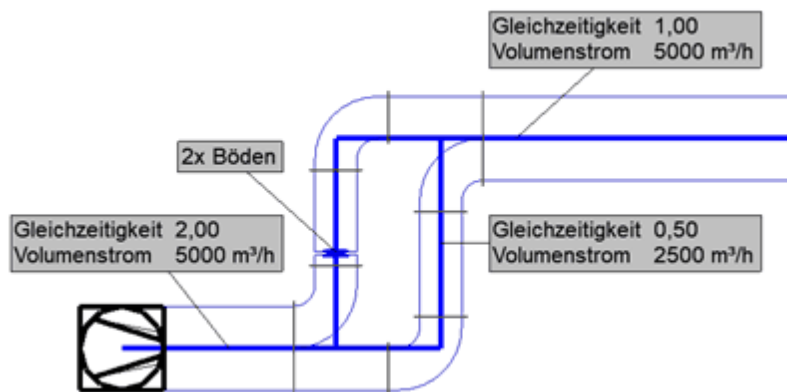 Gleichzeitigkeit 1,00
Volumenstrom 5000 m³/h
2x Böden
Gleichzeitigkeit 2,00
Volumenstrom 5000 m³/h
Gleichzeitigkeit 0,50
Volumenstrom 2500 m³/h